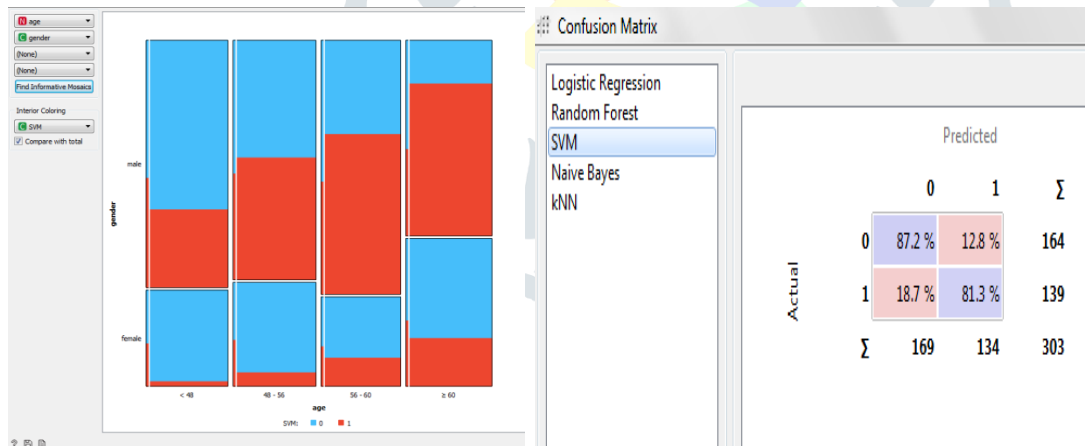 N age
C gender
(None)
(None)
Find Informative Mosaics
Interior Coloring
C SVM
Compare with total
gender
male
female
< 48
48 - 56
56 - 60
≥ 60
age
SVM: 0 1
Confusion Matrix
Logistic Regression
Random Forest
SVM
Naive Bayes
kNN
Predicted
0 1 Σ
Actual
0 87.2 % 12.8 % 164
1 18.7 % 81.3 % 139
Σ 169 134 303